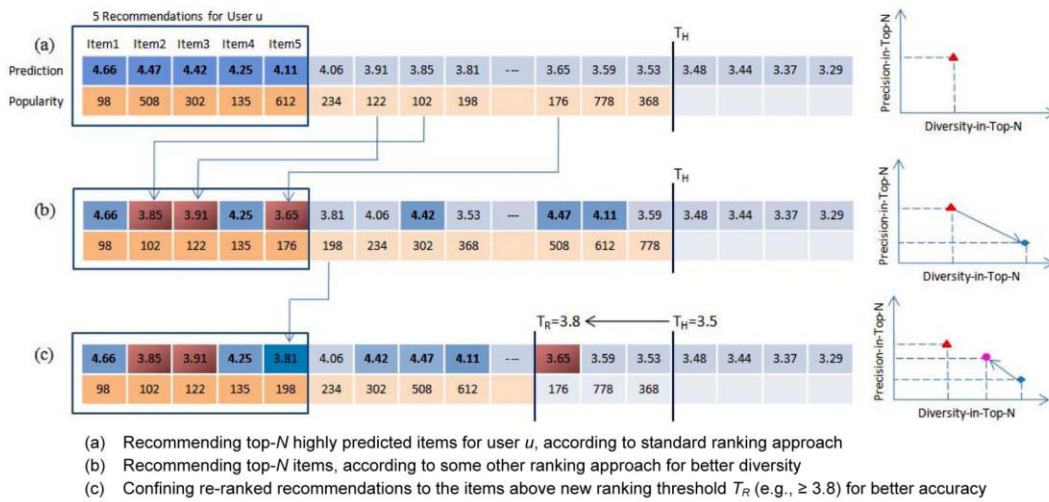 5 Recommendations for User u
(a)
Item1 Item2 Item3 Item4 Item5
T_H
Prediction 4.66 4.47 4.42 4.25 4.11 4.06 3.91 3.85 3.81 --- 3.65 3.59 3.53 3.48 3.44 3.37 3.29
Popularity 98 508 302 135 612 234 122 102 198 176 778 368
Precision-in-Top-N
Diversity-in-Top-N
T_H
(b) 4.66 3.85 3.91 4.25 3.65 3.81 4.06 4.42 3.53 --- 4.47 4.11 3.59 3.48 3.44 3.37 3.29
98 102 122 135 176 198 234 302 368 508 612 778
Precision-in-Top-N
Diversity-in-Top-N
T_R=3.8 T_H=3.5
(c) 4.66 3.85 3.91 4.25 3.81 4.06 4.42 4.47 4.11 --- 3.65 3.59 3.53 3.48 3.44 3.37 3.29
98 102 122 135 198 234 302 508 612 176 778 368
Precision-in-Top-N
Diversity-in-Top-N
(a) Recommending top-N highly predicted items for user u, according to standard ranking approach
(b) Recommending top-N items, according to some other ranking approach for better diversity
(c) Confining re-ranked recommendations to the items above new ranking threshold T_R (e.g., ≥ 3.8) for better accuracy